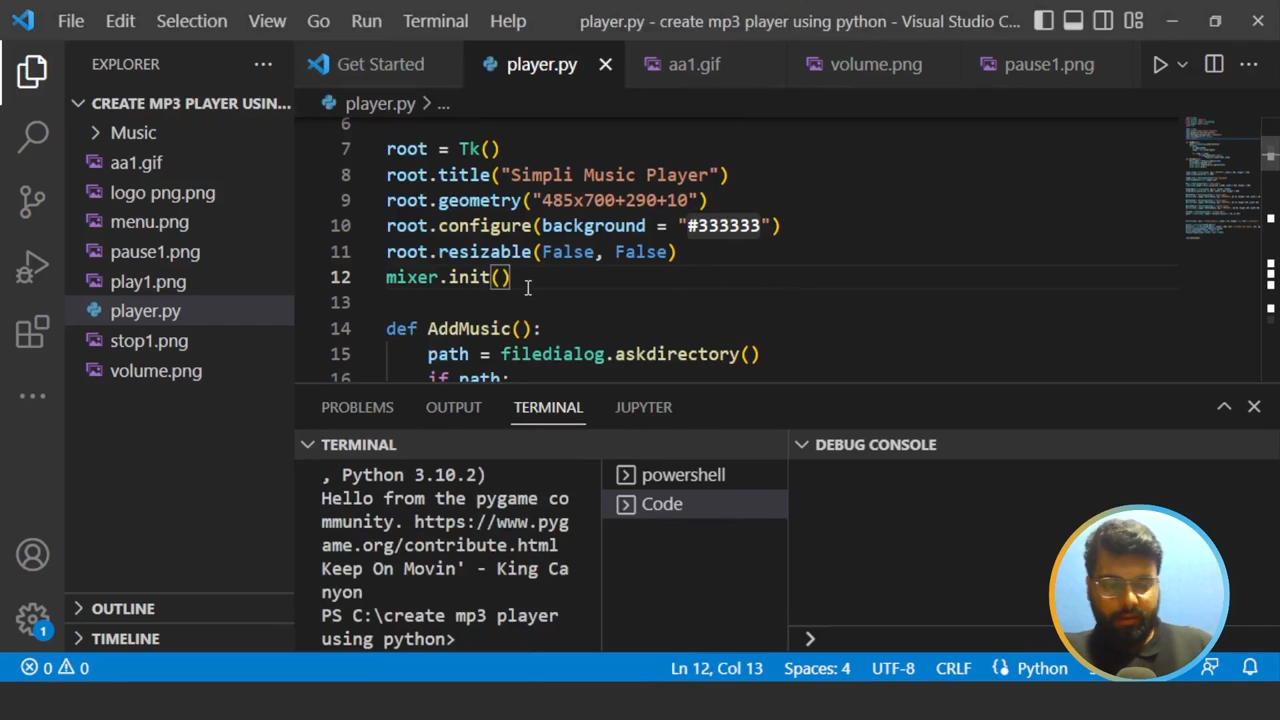 File Edit Selection View Go Run Terminal Help player.py - create mp3 player using python - Visual Studio C...
EXPLORER ...
Get Started player.py aa1.gif volume.png pause1.png
CREATE MP3 PLAYER USIN...
Music
aa1.gif
logo png.png
menu.png
pause1.png
play1.png
player.py
stop1.png
volume.png
OUTLINE
TIMELINE
1
player.py > ...
6
7 root = Tk()
8 root.title("Simpli Music Player")
9 root.geometry("485x700+290+10")
10 root.configure(background = "#333333")
11 root.resizable(False, False)
12 mixer.init()
13
14 def AddMusic():
15 path = filedialog.askdirectory()
16 if path:
PROBLEMS OUTPUT TERMINAL JUPYTER
TERMINAL
, Python 3.10.2)
Hello from the pygame co
mmunity. https://www.pyg
ame.org/contribute.html
Keep On Movin' - King Ca
nyon
PS C:\create mp3 player
using python>
powershell
Code
DEBUG CONSOLE
0 0 Ln 12, Col 13 Spaces: 4 UTF-8 CRLF Python